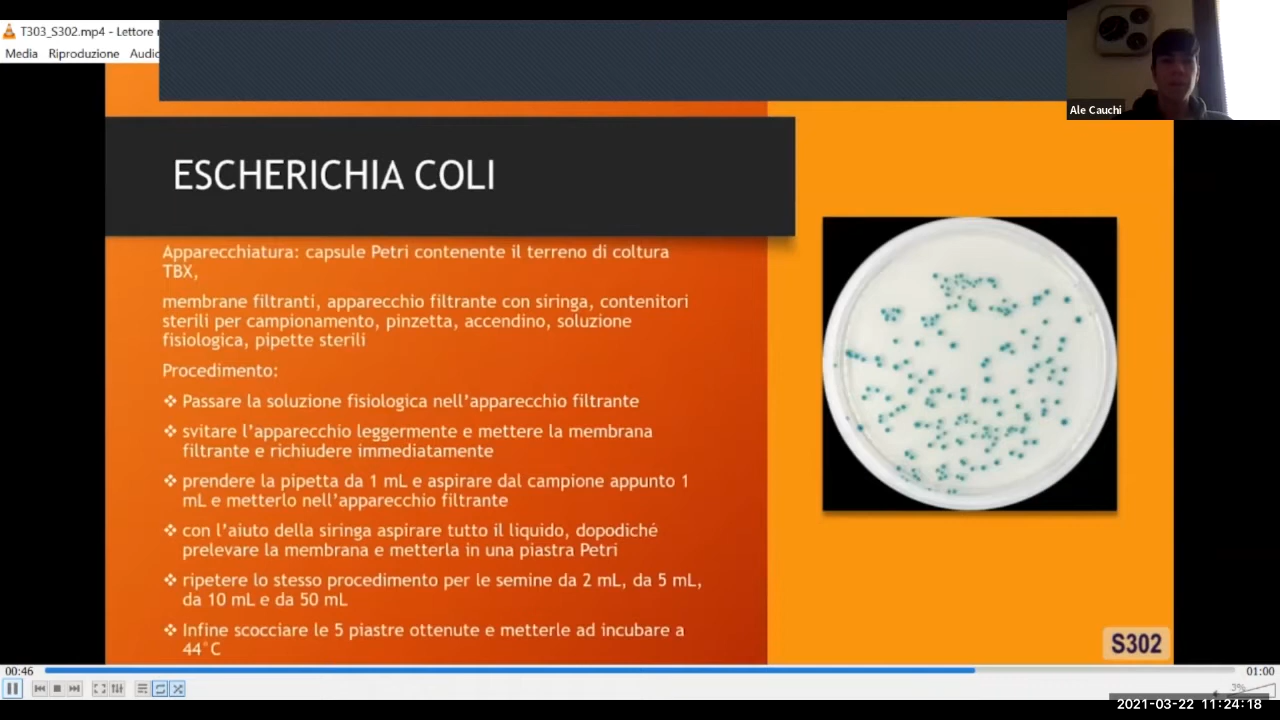 T303_S302.mp4 - Lettore
Media Riproduzione Audio
Ale Cauchi
ESCHERICHIA COLI
Apparecchiatura: capsule Petri contenente il terreno di coltura
TBX,
membrane filtranti, apparecchio filtrante con siringa, contenitori
sterili per campionamento, pinzetta, accendino, soluzione
fisiologica, pipette sterili
Procedimento:
❖ Passare la soluzione fisiologica nell'apparecchio filtrante
❖ svitare l'apparecchio leggermente e mettere la membrana
filtrante e richiudere immediatamente
❖ prendere la pipetta da 1 mL e aspirare dal campione appunto 1
mL e metterlo nell'apparecchio filtrante
❖ con l'aiuto della siringa aspirare tutto il liquido, dopodiché
prelevare la membrana e metterla in una piastra Petri
❖ ripetere lo stesso procedimento per le semine da 2 mL, da 5 mL,
da 10 mL e da 50 mL
❖ Infine scocciare le 5 piastre ottenute e metterle ad incubare a
44°C
S302
00:46
01:00
3%
2021-03-22 11:24:18